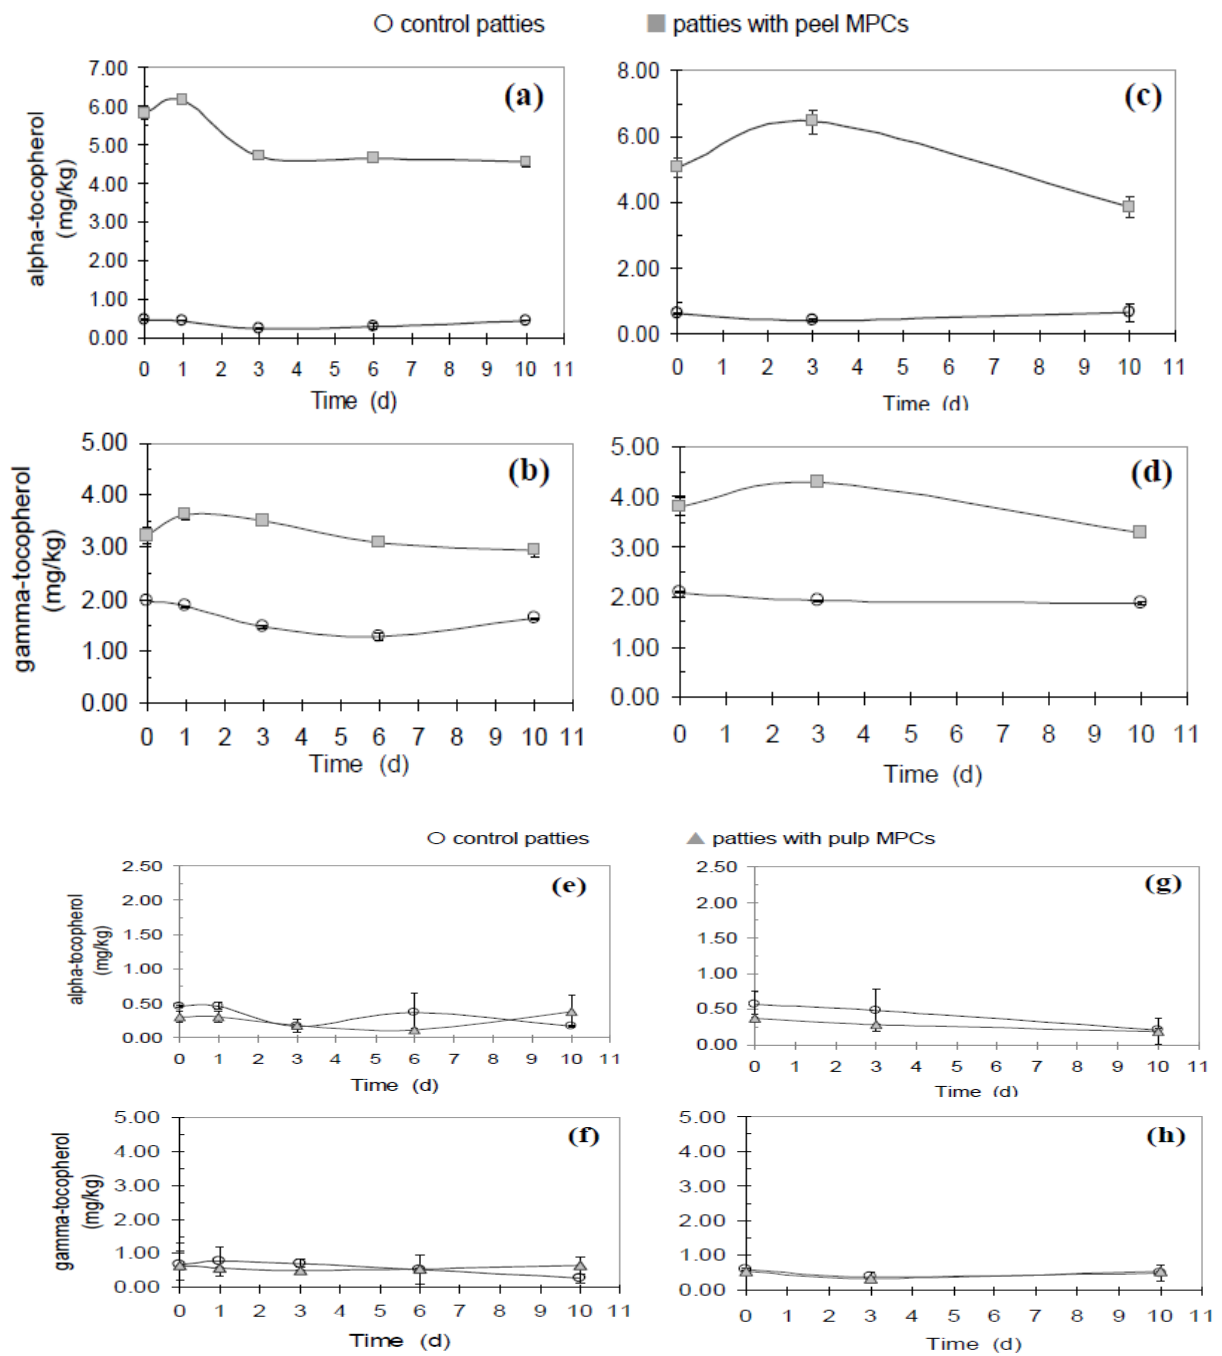 control patties patties with peel MPCs
7.00
6.00
5.00
4.00
3.00
2.00
1.00
0.00
(a)
alpha-tocopherol
(mg/kg)
0 1 2 3 4 5 6 7 8 9 10 11
Time (d)
8.00
6.00
4.00
2.00
0.00
(c)
0 1 2 3 4 5 6 7 8 9 10 11
Time (d)
5.00
4.00
3.00
2.00
1.00
0.00
(b)
gamma-tocopherol
(mg/kg)
0 1 2 3 4 5 6 7 8 9 10 11
Time (d)
5.00
4.00
3.00
2.00
1.00
0.00
(d)
0 1 2 3 4 5 6 7 8 9 10 11
Time (d)
control patties patties with pulp MPCs
2.50
2.00
1.50
1.00
0.50
0.00
(e)
alpha-tocopherol
(mg/kg)
0 1 2 3 4 5 6 7 8 9 10 11
Time (d)
2.50
2.00
1.50
1.00
0.50
0.00
(g)
0 1 2 3 4 5 6 7 8 9 10 11
Time (d)
5.00
4.00
3.00
2.00
1.00
0.00
(f)
gamma-tocopherol
(mg/kg)
0 1 2 3 4 5 6 7 8 9 10 11
Time (d)
5.00
4.00
3.00
2.00
1.00
0.00
(h)
0 1 2 3 4 5 6 7 8 9 10 11
Time (d)